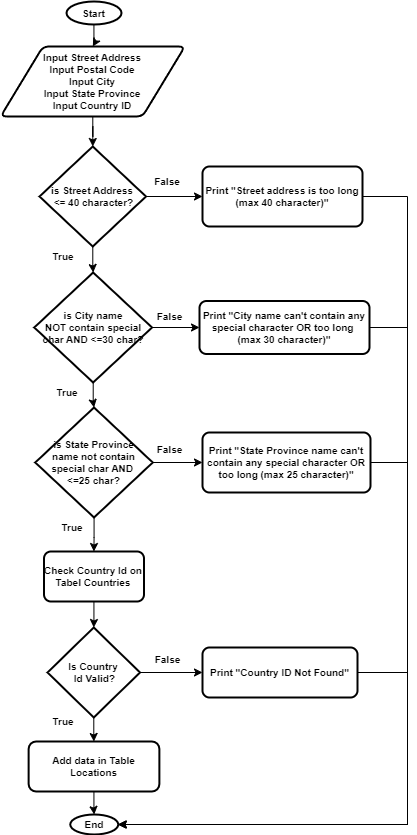 Start
Input Street Address
Input Postal Code
Input City
Input State Province
Input Country ID
is Street Address
<= 40 character?
False
Print "Street address is too long
(max 40 character)"
True
is City name
NOT contain special
char AND <=30 char?
False
Print "City name can't contain any
special character OR too long
(max 30 character)"
True
is State Province
name not contain
special char AND
<=25 char?
False
Print "State Province name can't
contain any special character OR
too long (max 25 character)"
True
Check Country Id on
Tabel Countries
Is Country
Id Valid?
False
Print "Country ID Not Found"
True
Add data in Table
Locations
End